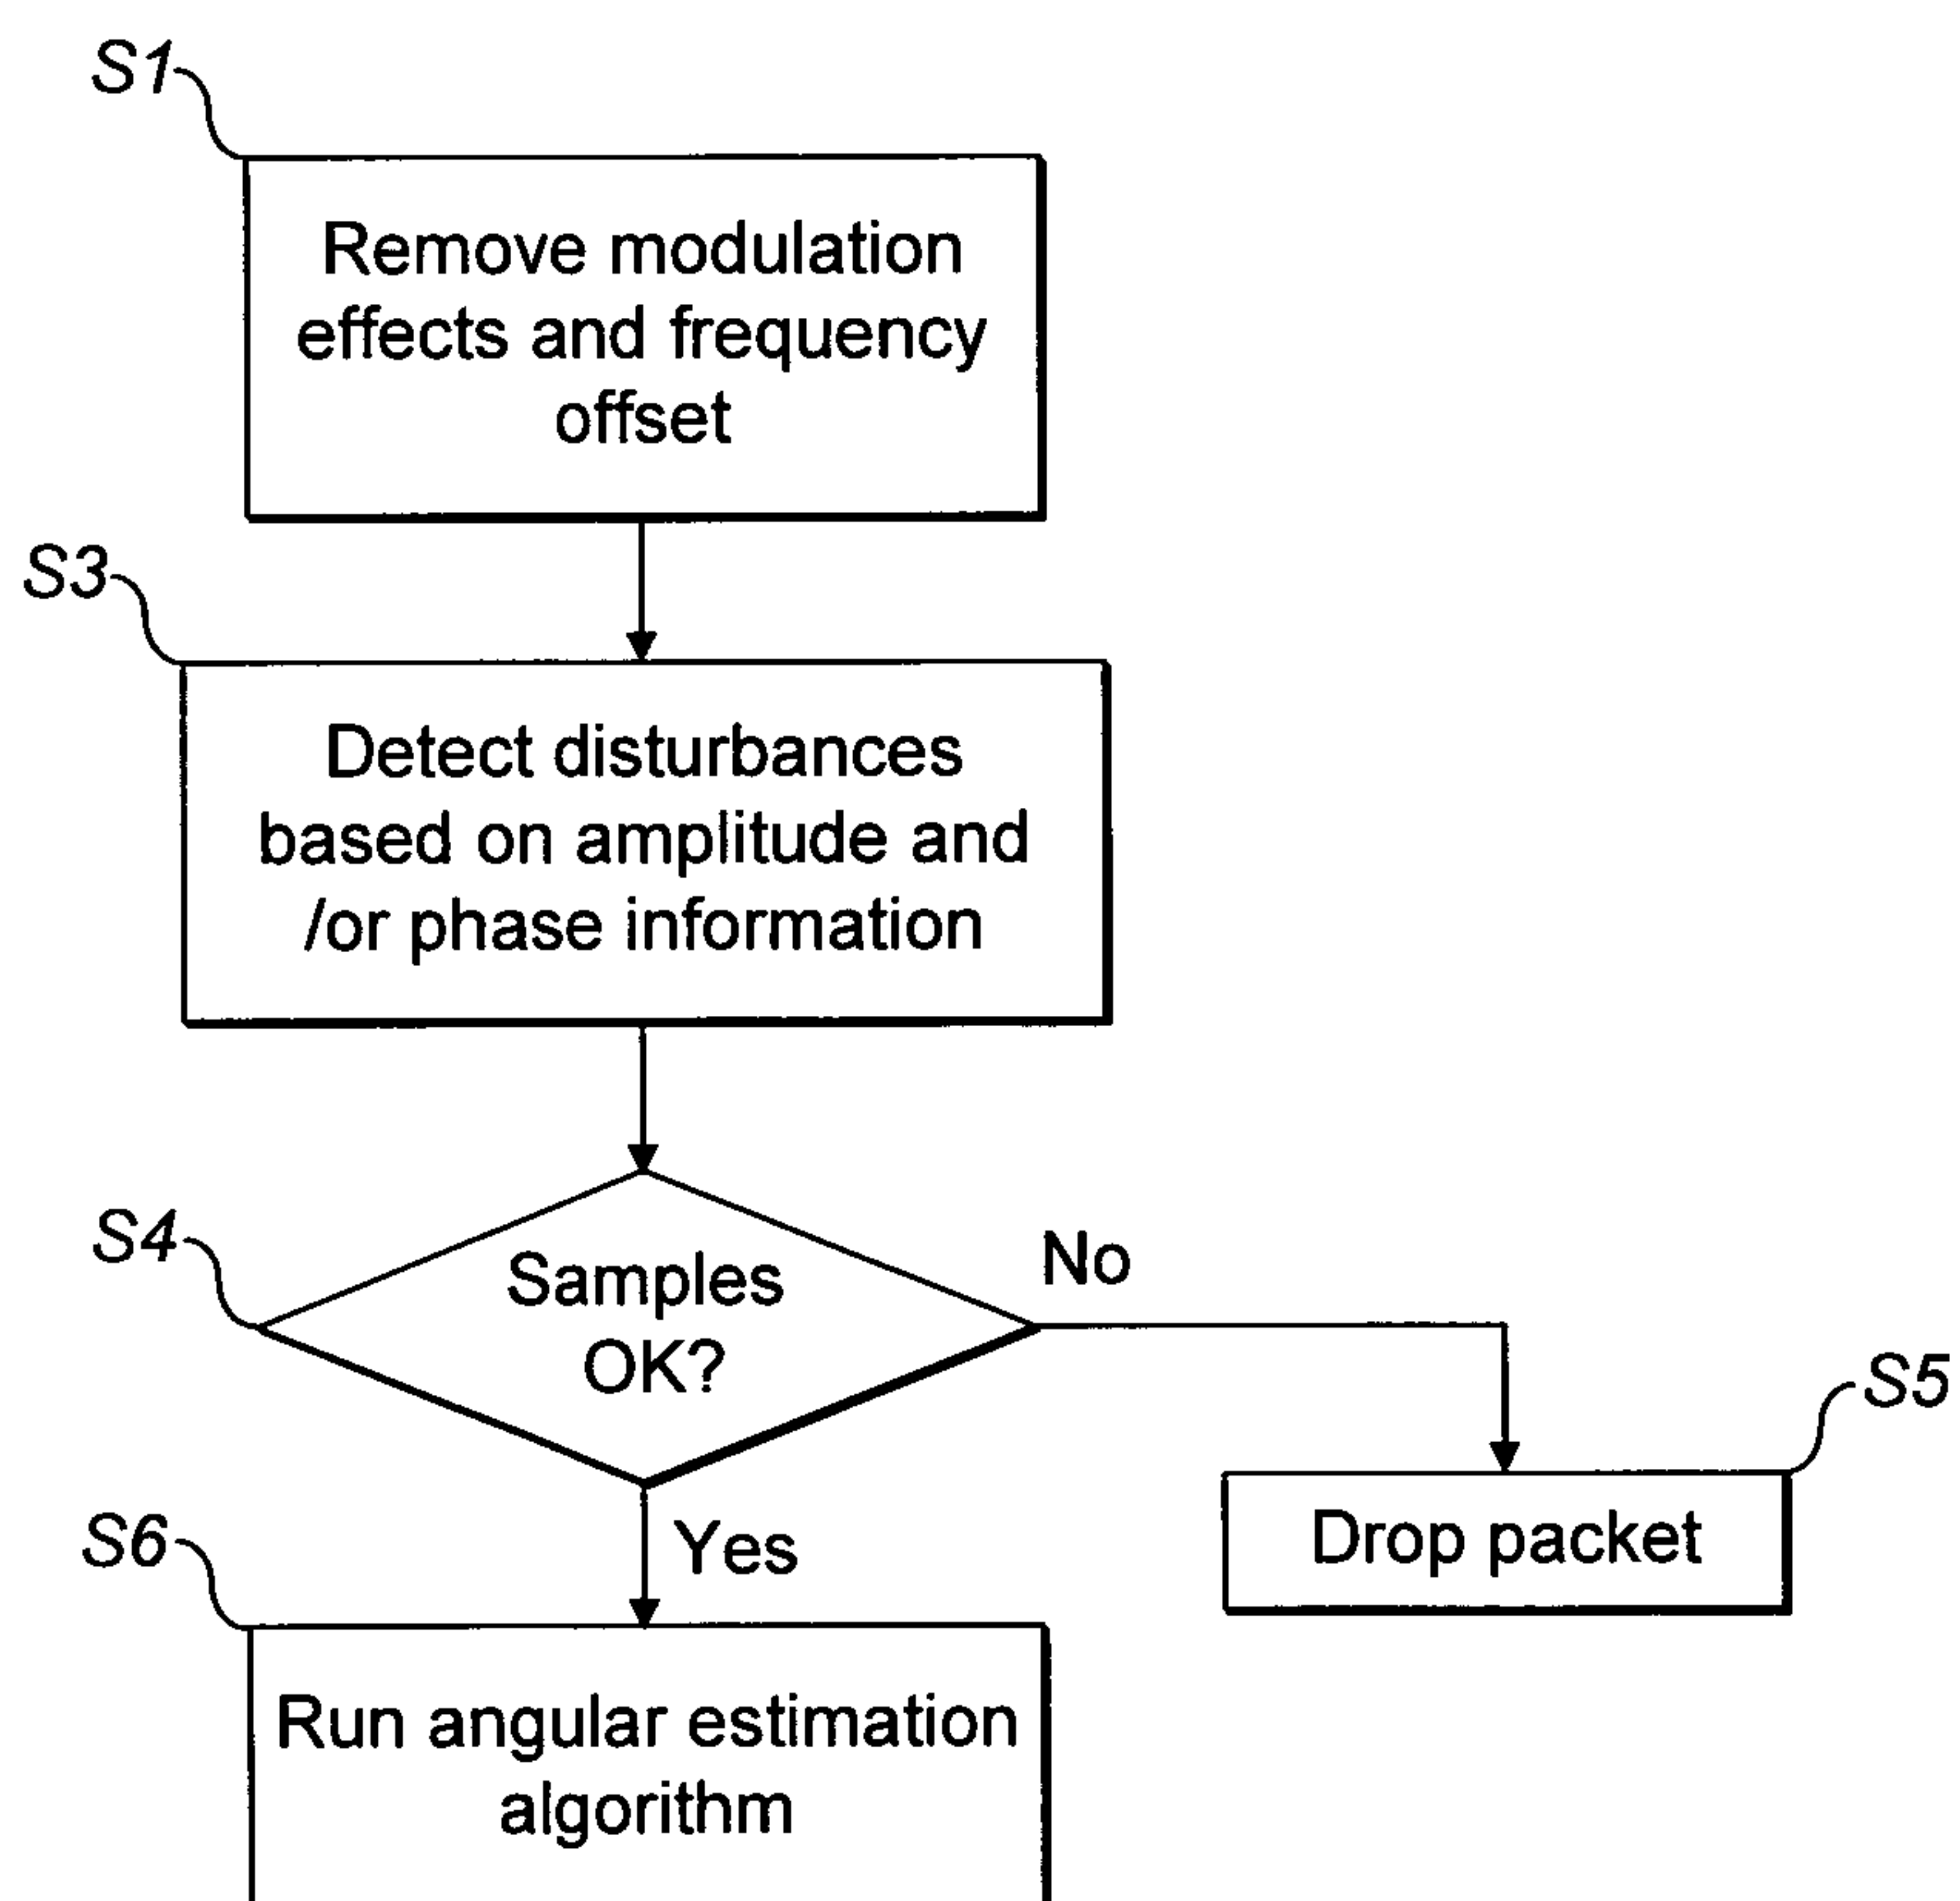 S1
Remove modulation
effects and frequency
offset
S3
Detect disturbances
based on amplitude and
/or phase information
S4
Samples
OK?
No
S5
Drop packet
S6
Yes
Run angular estimation
algorithm